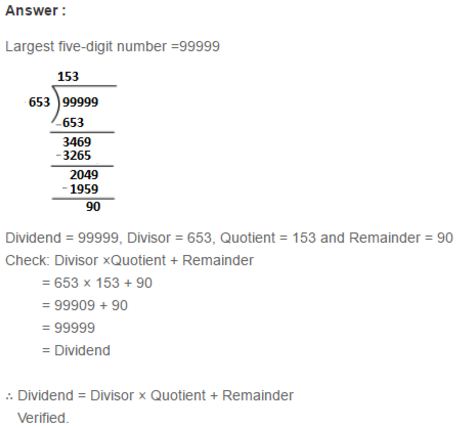 Answer :
Largest five-digit number =99999
153
653 ) 99999
-653
3469
-3265
2049
-1959
90
Dividend = 99999, Divisor = 653, Quotient = 153 and Remainder = 90
Check: Divisor ×Quotient + Remainder
= 653 × 153 + 90
= 99909 + 90
= 99999
= Dividend
∴ Dividend = Divisor × Quotient + Remainder
Verified.